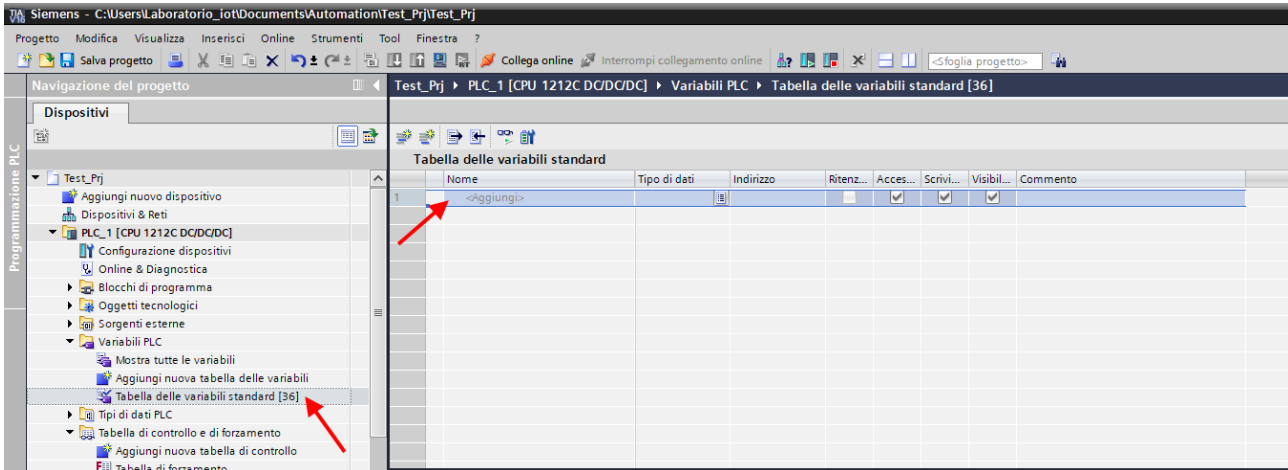 Siemens - C:\Users\Laboratorio_iot\Documents\Automation\Test_Prj\Test_Prj
Progetto Modifica Visualizza Inserisci Online Strumenti Tool Finestra ?
Salva progetto Collega online Interrompi collegamento online <Sfoglia progetto>
Navigazione del progetto
Test_Prj PLC_1 [CPU 1212C DC/DC/DC] Variabili PLC Tabella delle variabili standard [36]
Dispositivi
Programmazione PLC
Tabella delle variabili standard
Nome Tipo di dati Indirizzo Ritenz... Acces... Scrivi... Visibil... Commento
1 <Aggiungi>
Test_Prj
Aggiungi nuovo dispositivo
Dispositivi & Reti
PLC_1 [CPU 1212C DC/DC/DC]
Configurazione dispositivi
Online & Diagnostica
Blocchi di programma
Oggetti tecnologici
Sorgenti esterne
Variabili PLC
Mostra tutte le variabili
Aggiungi nuova tabella delle variabili
Tabella delle variabili standard [36]
Tipi di dati PLC
Tabella di controllo e di forzamento
Aggiungi nuova tabella di controllo
Tabella di forzamento